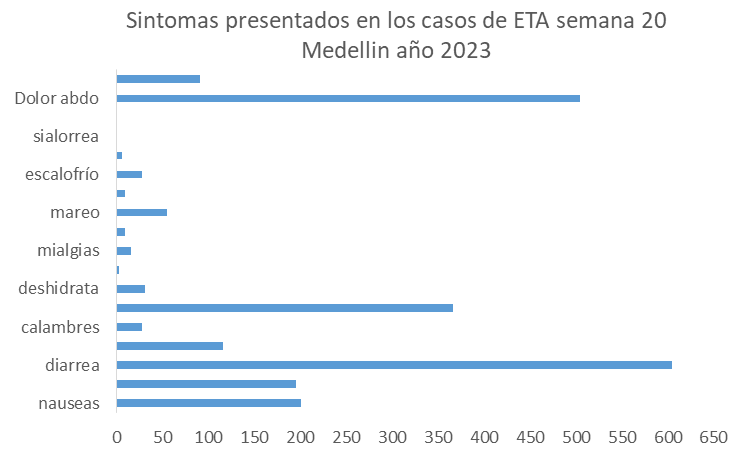 Sintomas presentados en los casos de ETA semana 20
Medellin año 2023
Dolor abdo
sialorrea
escalofrío
mareo
mialgias
deshidrata
calambres
diarrea
nauseas
0 50 100 150 200 250 300 350 400 450 500 550 600 650